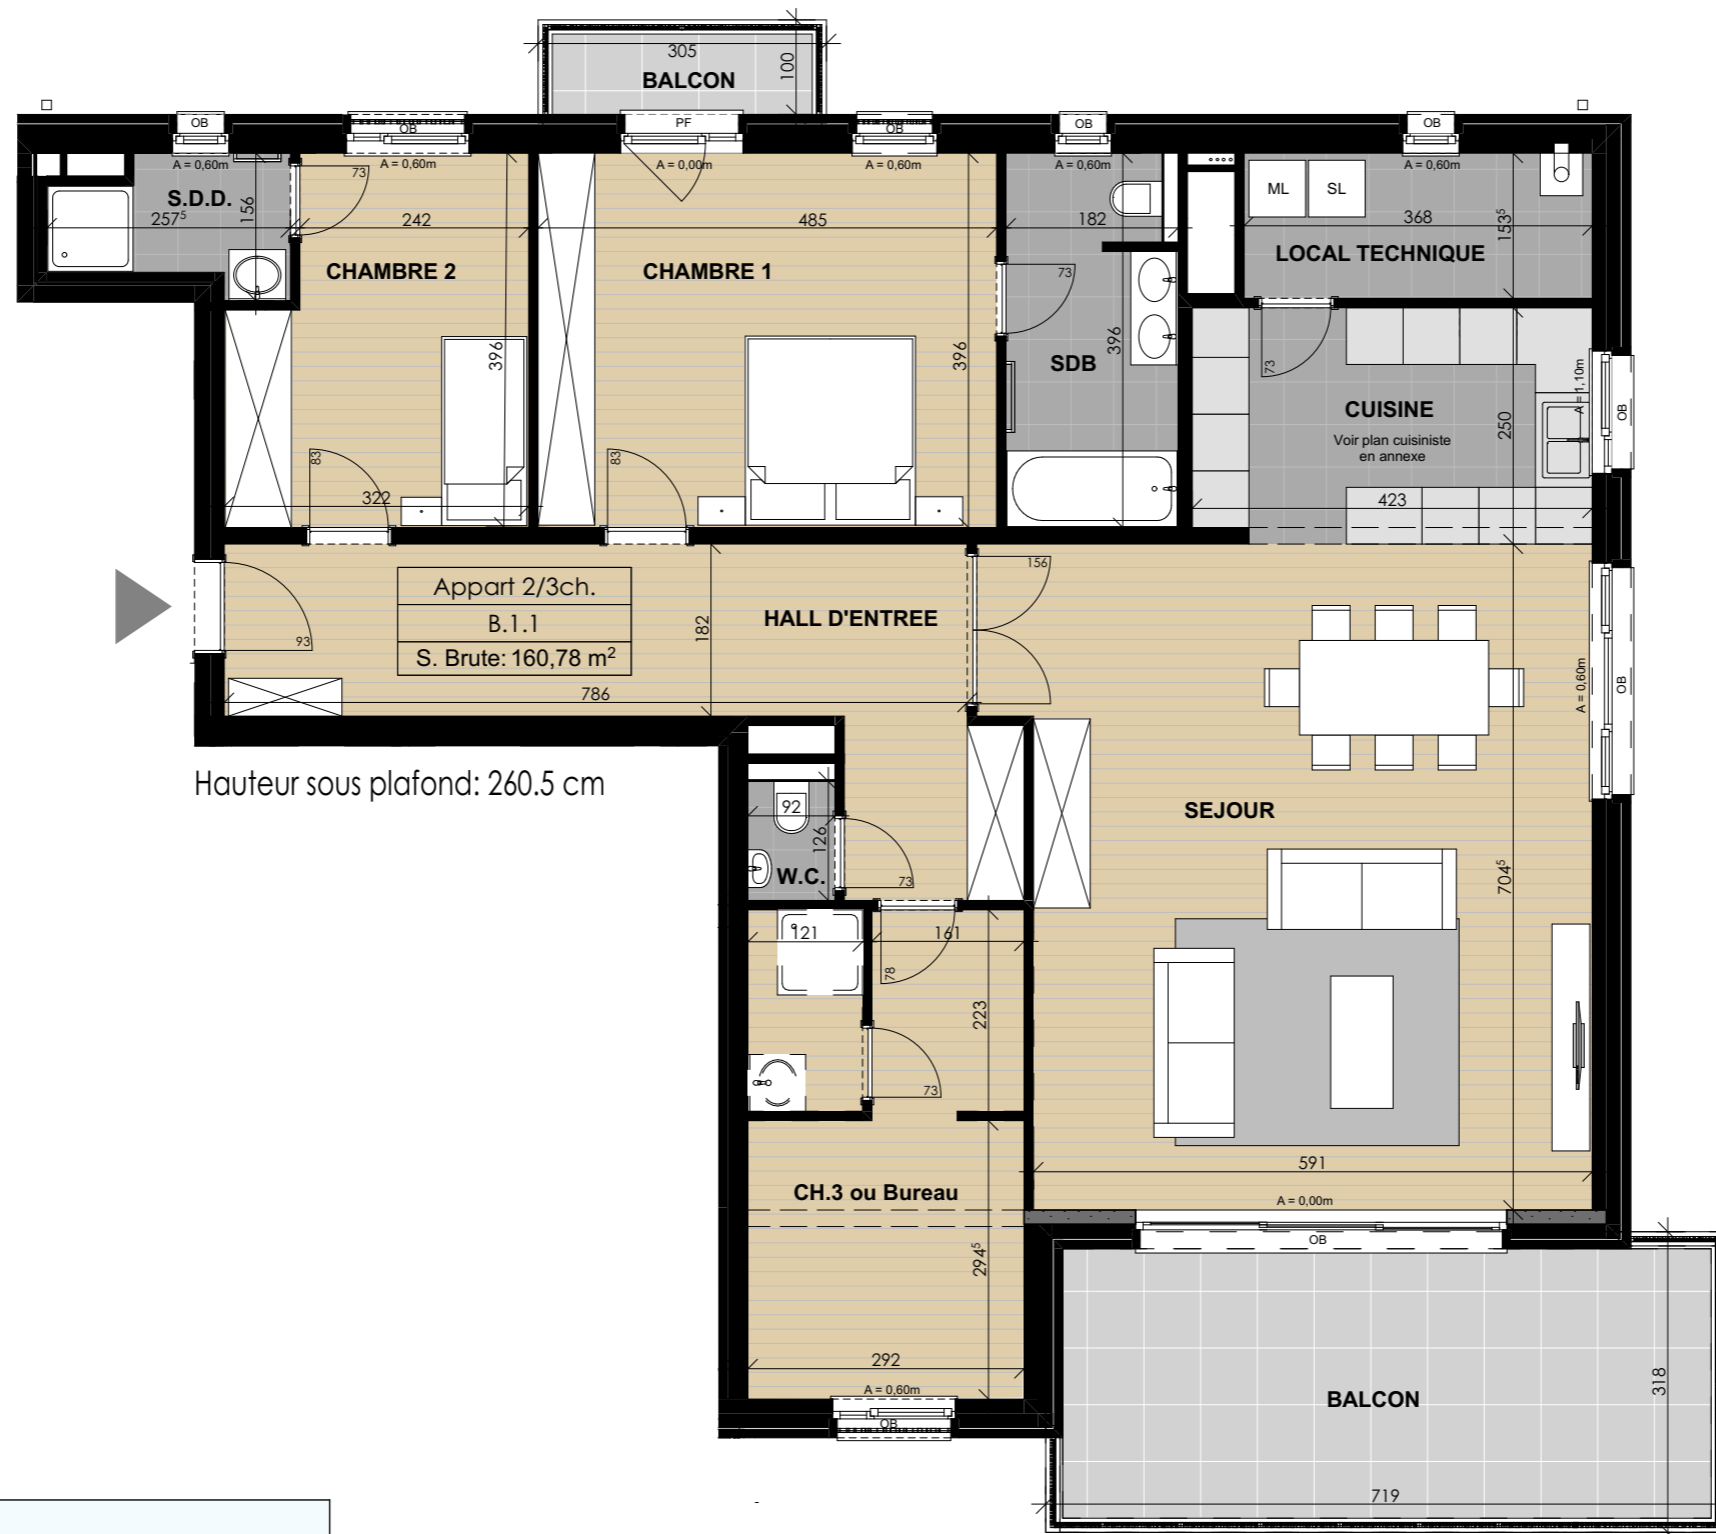 305
BALCON
100
OB
OB
PF
OB
OB
OB
A = 0,60m
A = 0,60m
A = 0,00m
A = 0,60m
A = 0,60m
A = 0,60m
S.D.D.
257⁵
156
73
242
CHAMBRE 2
396
83
322
485
CHAMBRE 1
396
83
182
73
SDB
396
ML
SL
368
153⁵
LOCAL TECHNIQUE
73
CUISINE
Voir plan cuisiniste
en annexe
250
423
A = 1,10m
OB
93
Appart 2/3ch.
B.1.1
S. Brute: 160,78 m²
786
182
HALL D'ENTREE
156
A = 0,60m
OB
Hauteur sous plafond: 260.5 cm
92
126
W.C.
73
SEJOUR
704⁵
121
161
78
223
73
CH.3 ou Bureau
294⁵
292
A = 0,60m
OB
591
A = 0,00m
OB
BALCON
318
719